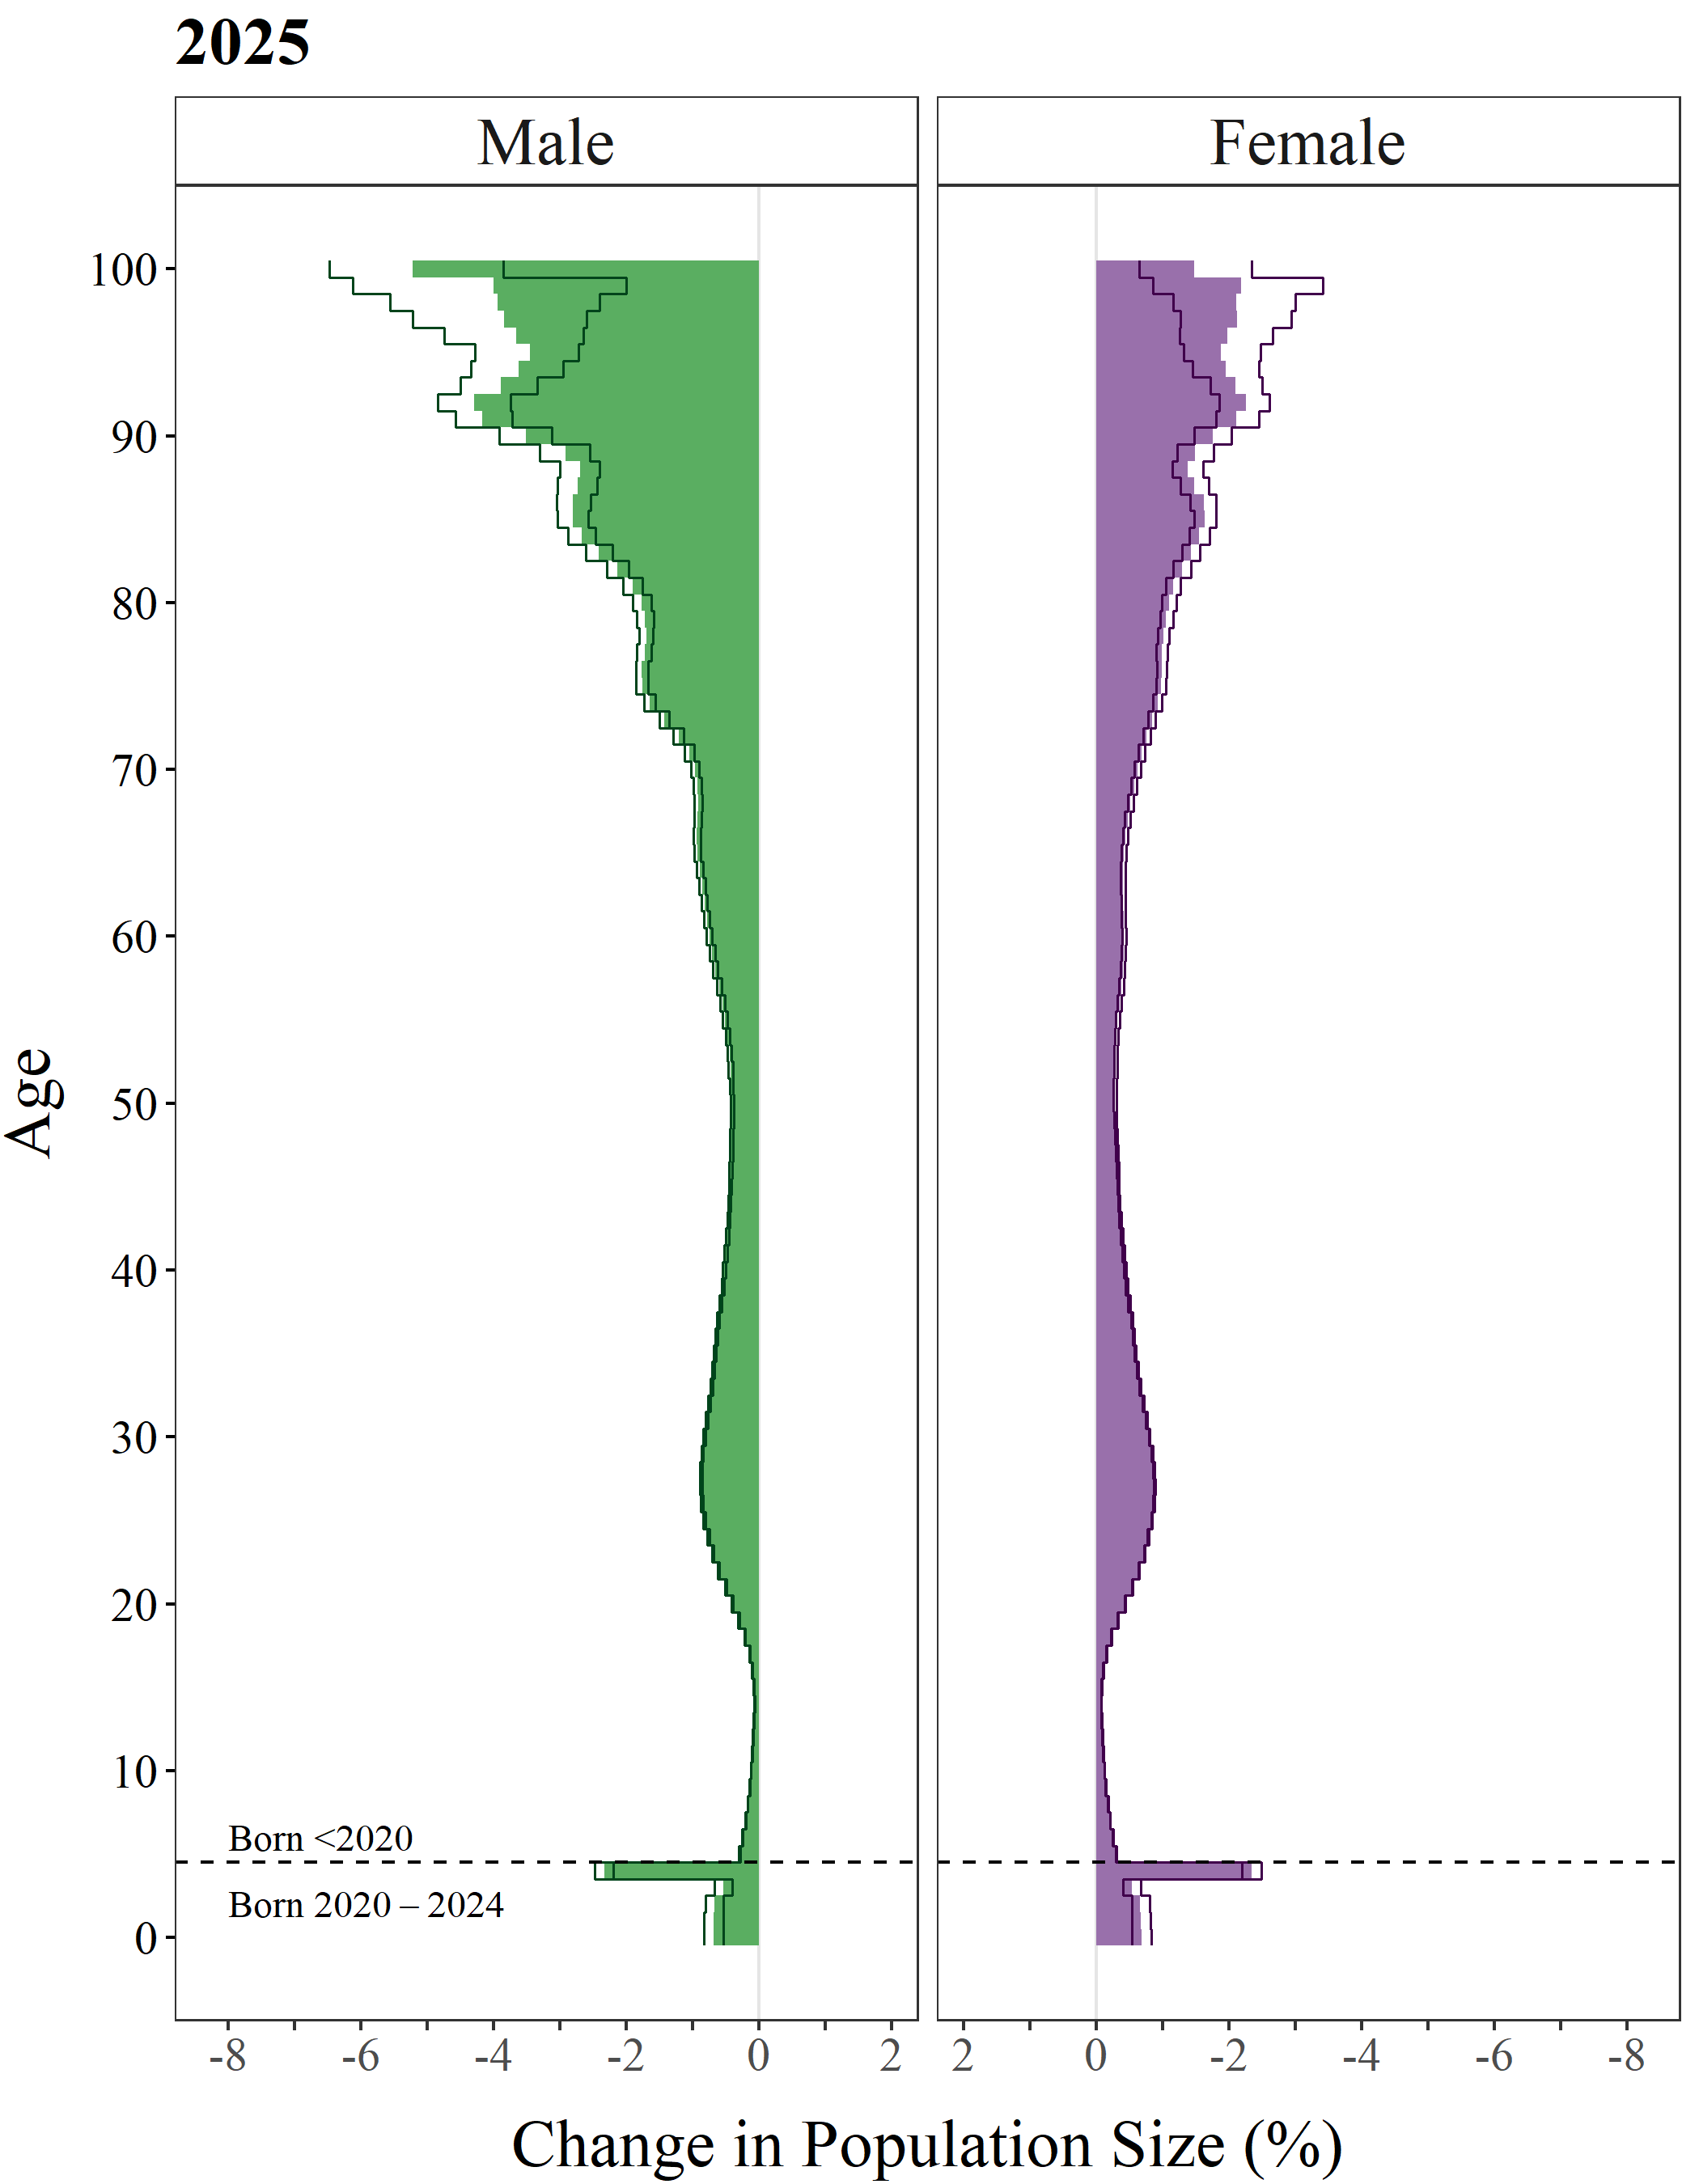 2025
Male
Female
100
90
80
70
60
50
40
30
20
10
0
Age
Born <2020
Born 2020 – 2024
-8 -6 -4 -2 0 2
2 0 -2 -4 -6 -8
Change in Population Size (%)